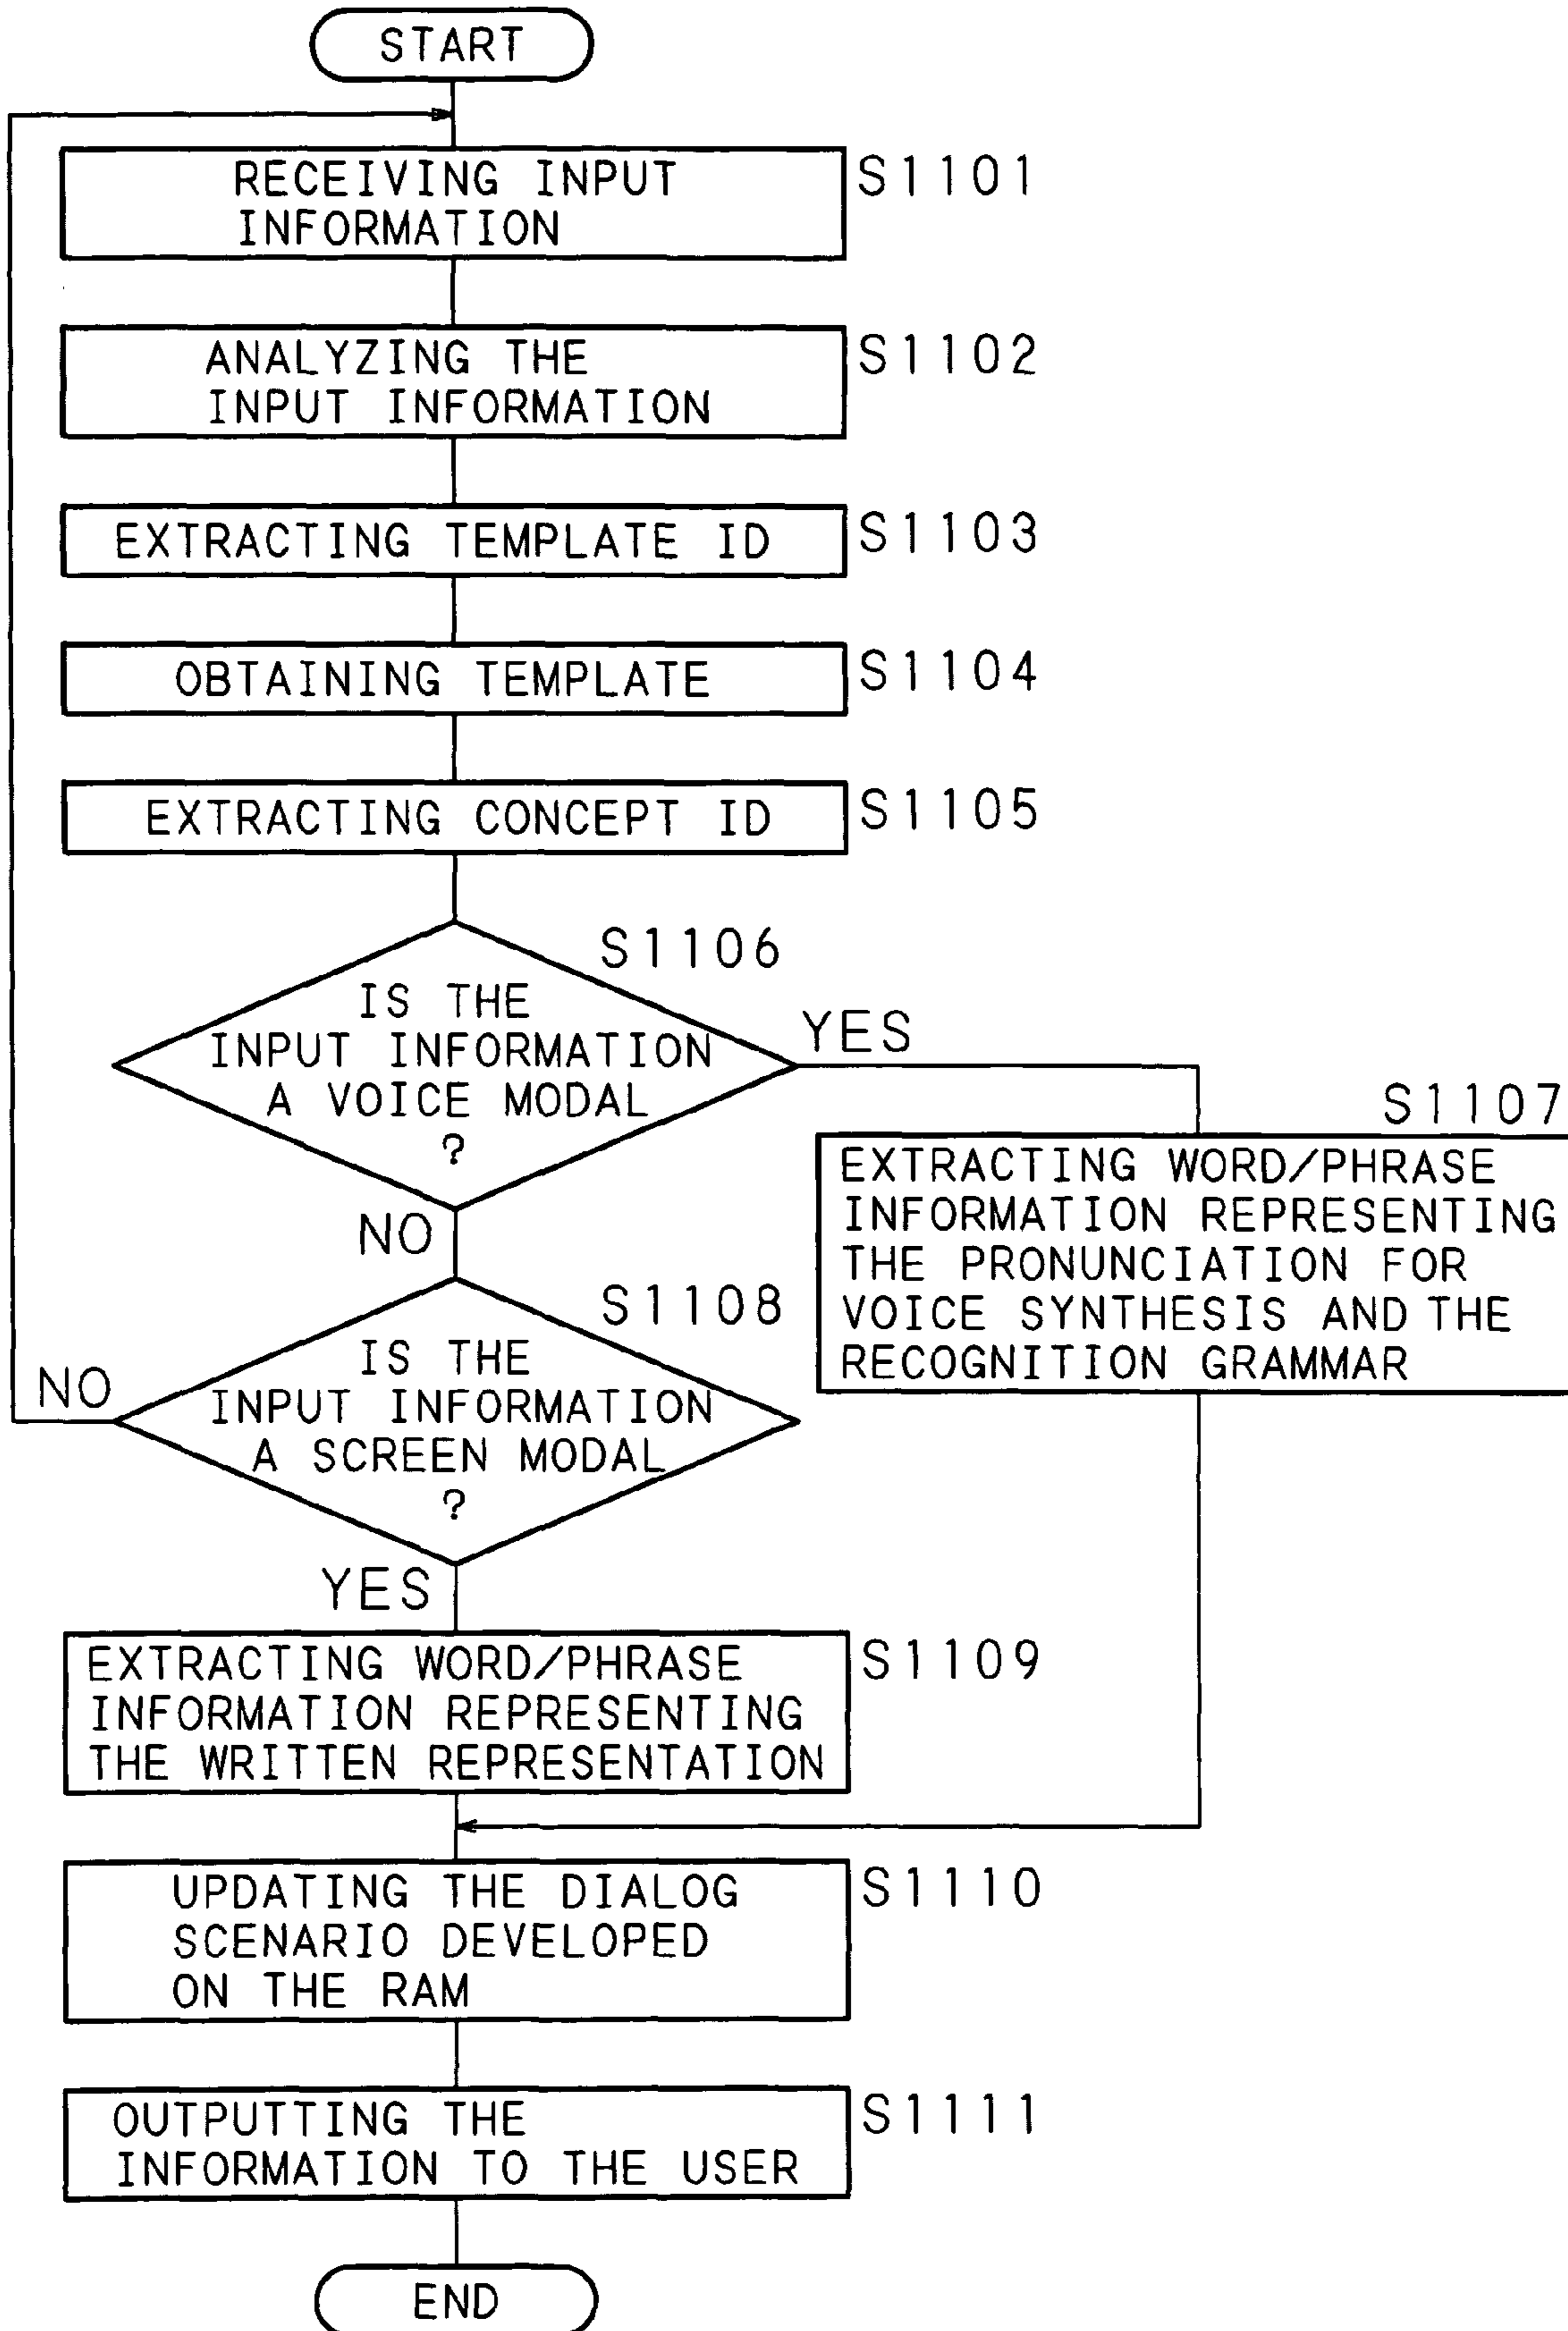 START
RECEIVING INPUT
INFORMATION
S1101
ANALYZING THE
INPUT INFORMATION
S1102
EXTRACTING TEMPLATE ID
S1103
OBTAINING TEMPLATE
S1104
EXTRACTING CONCEPT ID
S1105
S1106
IS THE
INPUT INFORMATION
A VOICE MODAL
?
YES
NO
S1107
EXTRACTING WORD/PHRASE
INFORMATION REPRESENTING
THE PRONUNCIATION FOR
VOICE SYNTHESIS AND THE
RECOGNITION GRAMMAR
S1108
IS THE
INPUT INFORMATION
A SCREEN MODAL
?
NO
YES
EXTRACTING WORD/PHRASE
INFORMATION REPRESENTING
THE WRITTEN REPRESENTATION
S1109
UPDATING THE DIALOG
SCENARIO DEVELOPED
ON THE RAM
S1110
OUTPUTTING THE
INFORMATION TO THE USER
S1111
END